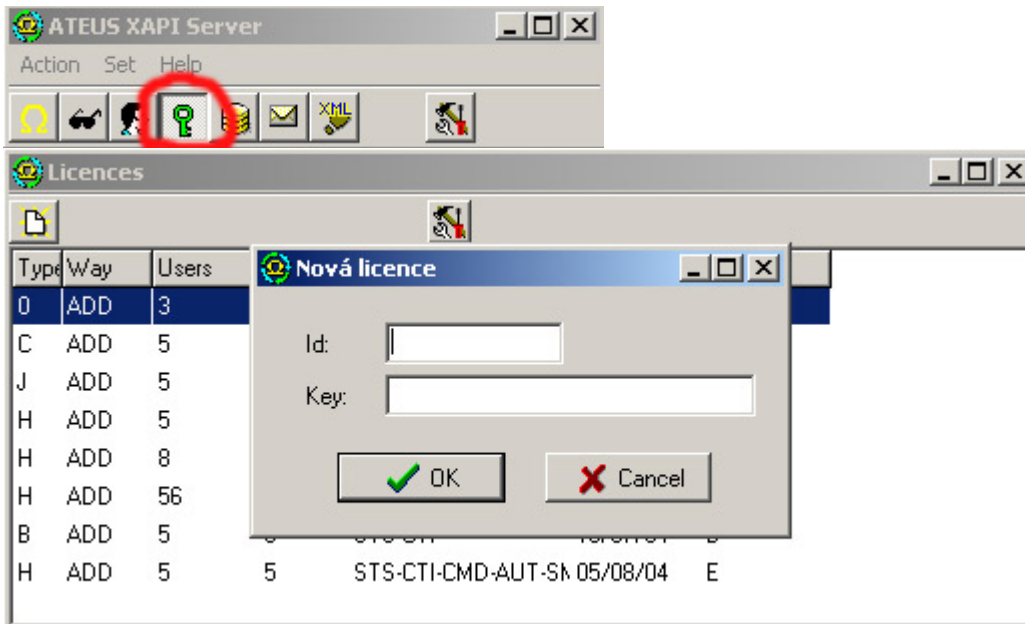 ATEUS XAPI Server
Action Set Help
XML
Licences
Type Way Users
0 ADD 3
C ADD 5
J ADD 5
H ADD 5
H ADD 8
H ADD 56
B ADD 5
H ADD 5 5 STS-CTI-CMD-AUT-SM 05/08/04 E
Nová licence
Id:
Key:
OK Cancel